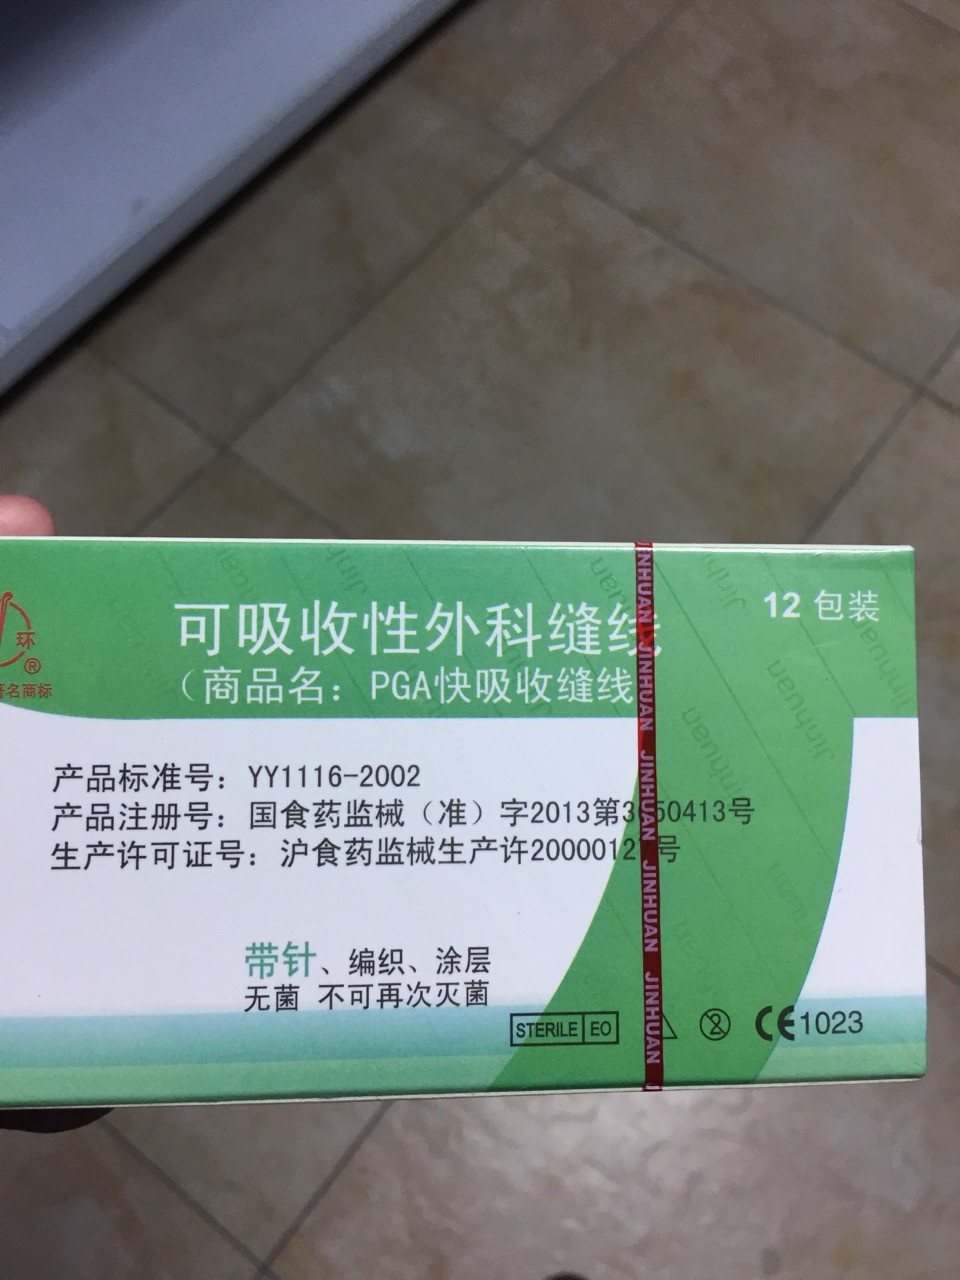 可吸收性外科缝线
12 包装
（商品名：PGA快吸收缝线
环
®
著名商标
产品标准号：YY1116-2002
产品注册号：国食药监械（准）字2013第3 50413号
生产许可证号：沪食药监械生产许2000012 号
带针、编织、涂层
无菌 不可再次灭菌
STERILE EO
2
CE1023
JINHUAN JINHUAN JINHUAN JINHUAN JINHUAN
Jinhuan